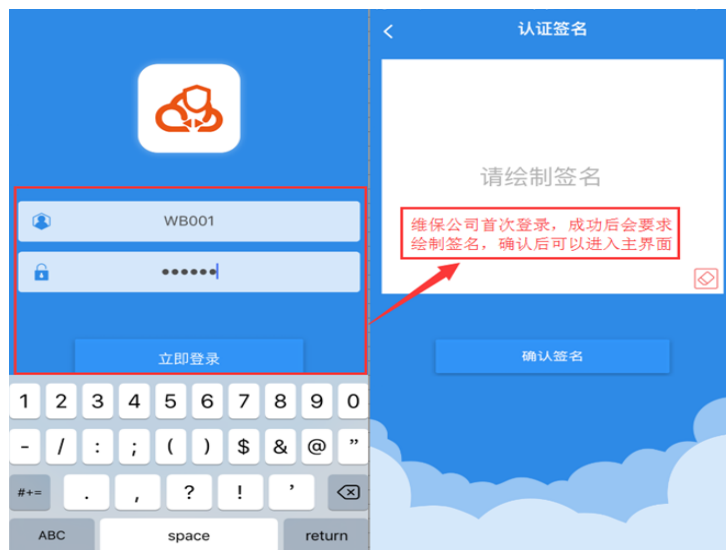 WB001
••••••
立即登录
1 2 3 4 5 6 7 8 9 0
- / : ; ( ) $ & @ ”
#+= . , ? ! ’
ABC space return
认证签名
请绘制签名
维保公司首次登录，成功后会要求
绘制签名，确认后可以进入主界面
确认签名